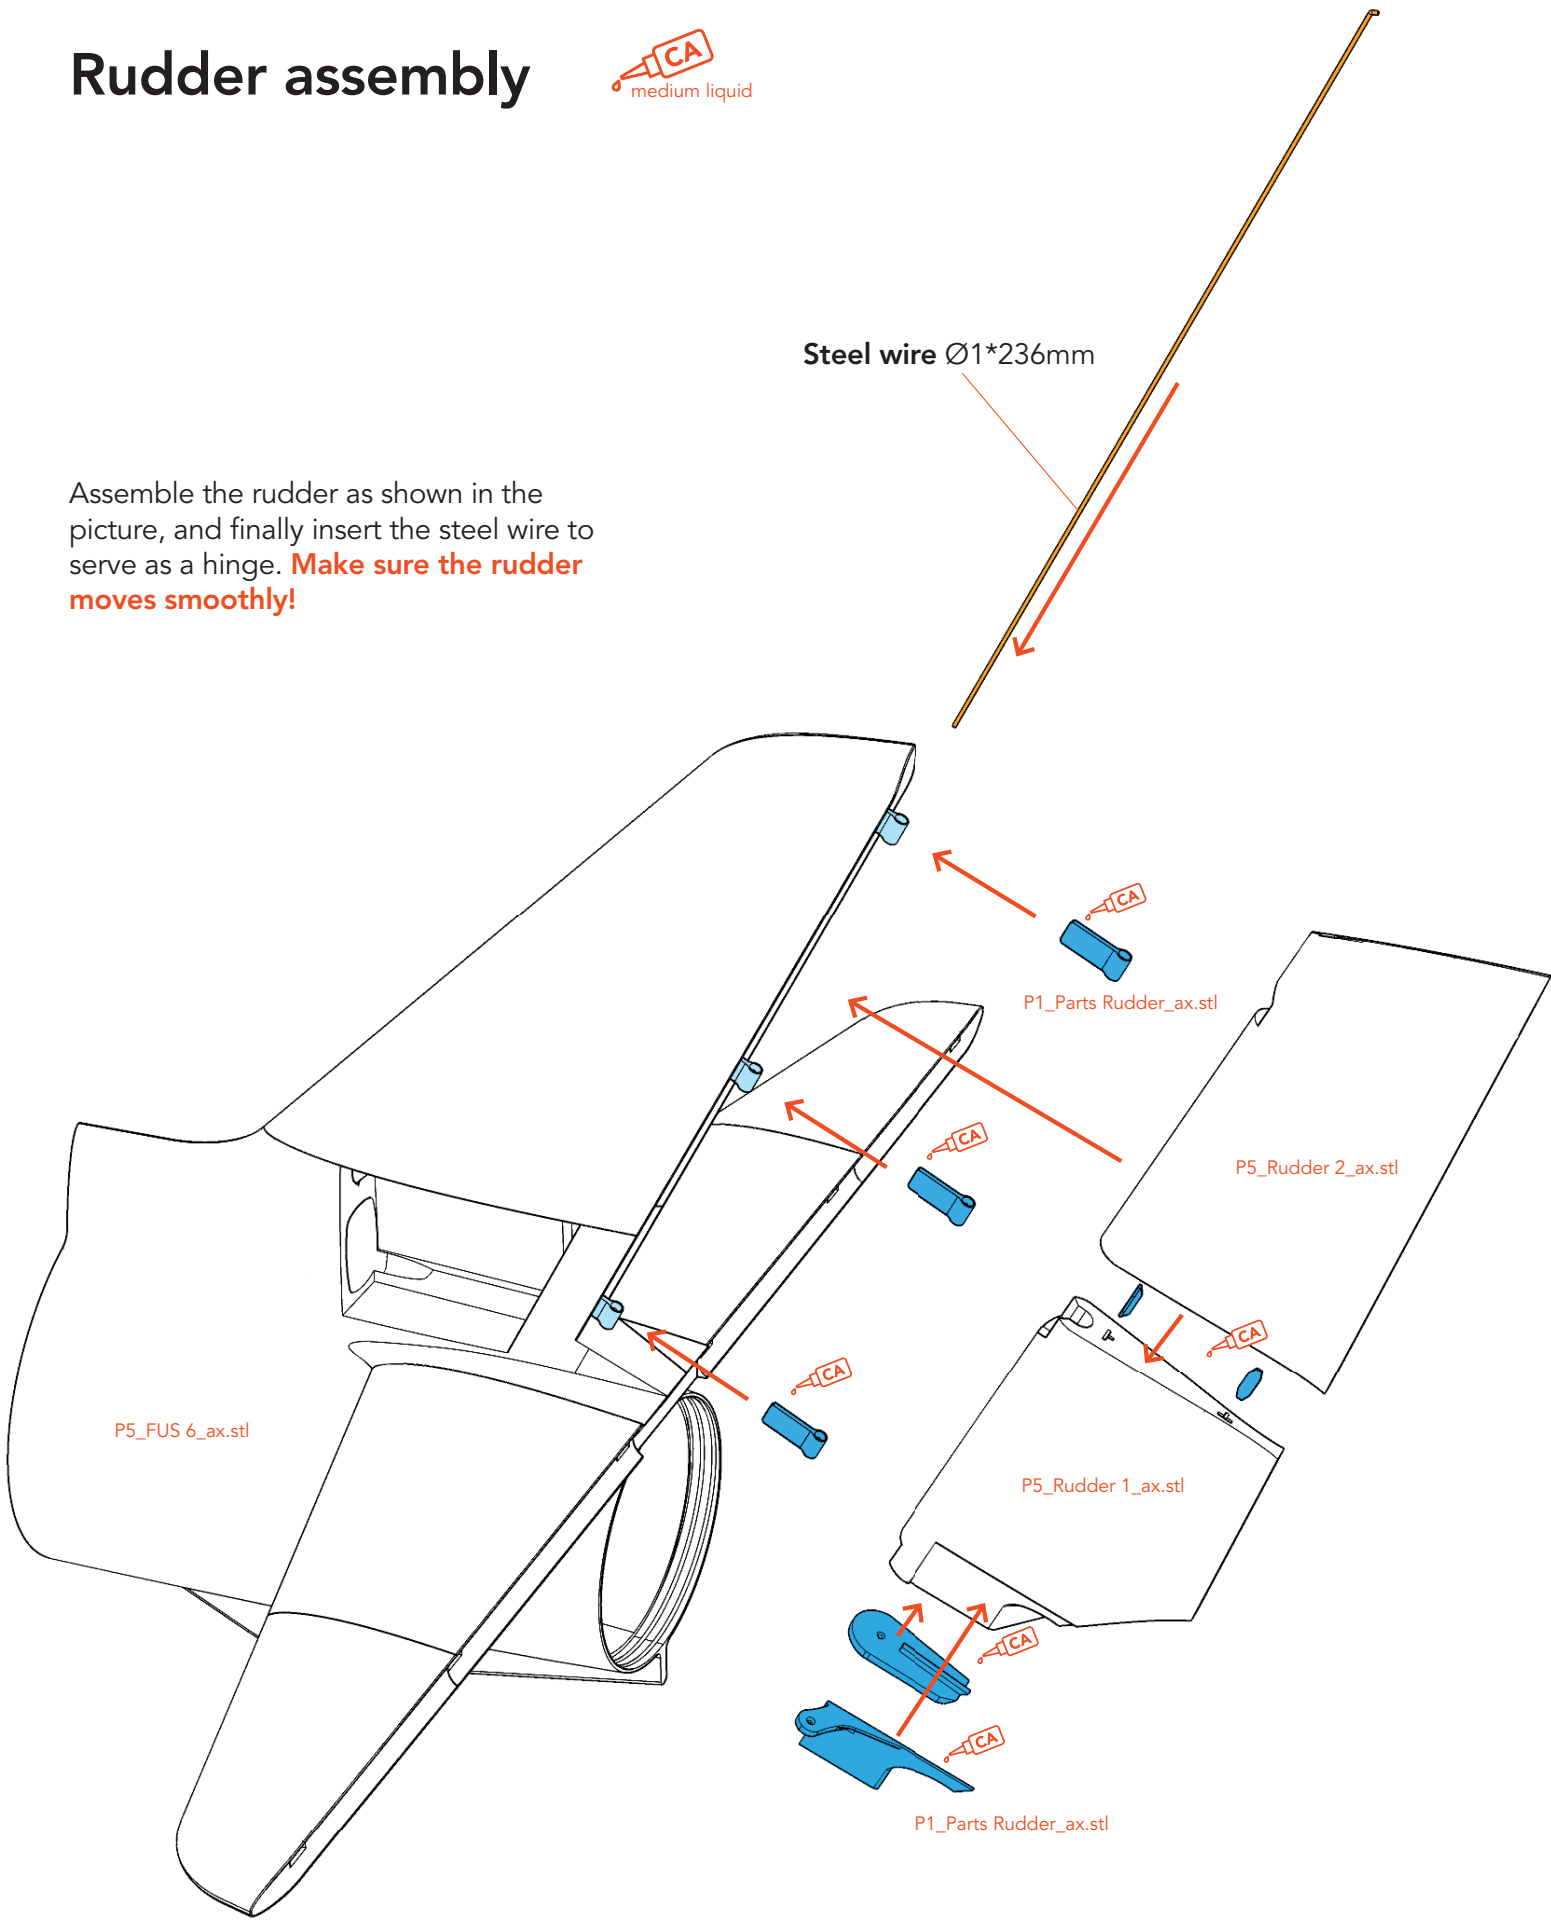 Rudder assembly
CA
medium liquid
Steel wire Ø1*236mm
Assemble the rudder as shown in the
picture, and finally insert the steel wire to
serve as a hinge. Make sure the rudder
moves smoothly!
CA
P1_Parts Rudder_ax.stl
CA
P5_Rudder 2_ax.stl
CA
CA
P5_FUS 6_ax.stl
P5_Rudder 1_ax.stl
CA
CA
P1_Parts Rudder_ax.stl